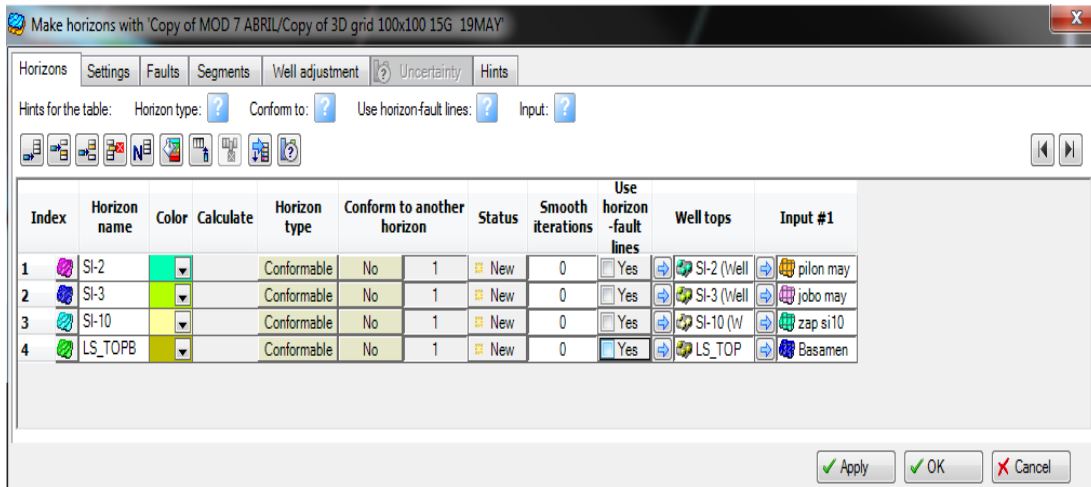 Make horizons with 'Copy of MOD 7 ABRIL/Copy of 3D grid 100x100 15G 19MAY'
X
Horizons Settings Faults Segments Well adjustment Uncertainty Hints
Hints for the table: Horizon type: ? Conform to: ? Use horizon-fault lines: ? Input: ?
Index Horizon name Color Calculate Horizon type Conform to another horizon Status Smooth iterations Use horizon -fault lines Well tops Input #1
1 SI-2 Conformable No 1 New 0 Yes SI-2 (Well pilon may
2 SI-3 Conformable No 1 New 0 Yes SI-3 (Well jobo may
3 SI-10 Conformable No 1 New 0 Yes SI-10 (W zap si10
4 LS_TOPB Conformable No 1 New 0 Yes LS_TOP Basamen
Apply OK Cancel